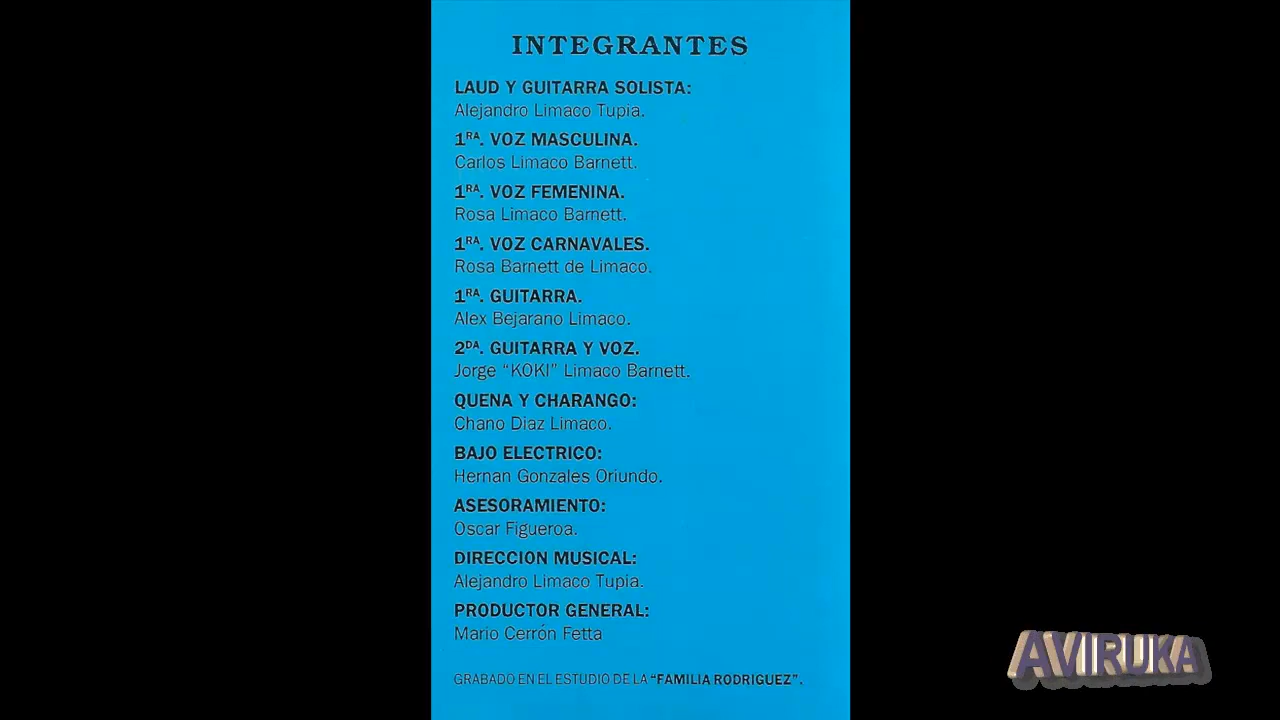 INTEGRANTES
LAUD Y GUITARRA SOLISTA:
Alejandro Limaco Tupia.
1RA. VOZ MASCULINA.
Carlos Limaco Barnett.
1RA. VOZ FEMENINA.
Rosa Limaco Barnett.
1RA. VOZ CARNAVALES.
Rosa Barnett de Limaco.
1RA. GUITARRA.
Alex Bejarano Limaco.
2DA. GUITARRA Y VOZ.
Jorge “KOKI” Limaco Barnett.
QUENA Y CHARANGO:
Chano Diaz Limaco.
BAJO ELECTRICO:
Hernan Gonzales Oriundo.
ASESORAMIENTO:
Oscar Figueroa.
DIRECCION MUSICAL:
Alejandro Limaco Tupia.
PRODUCTOR GENERAL:
Mario Cerrón Fetta
GRABADO EN EL ESTUDIO DE LA “FAMILIA RODRIGUEZ”.
AVIRUKA